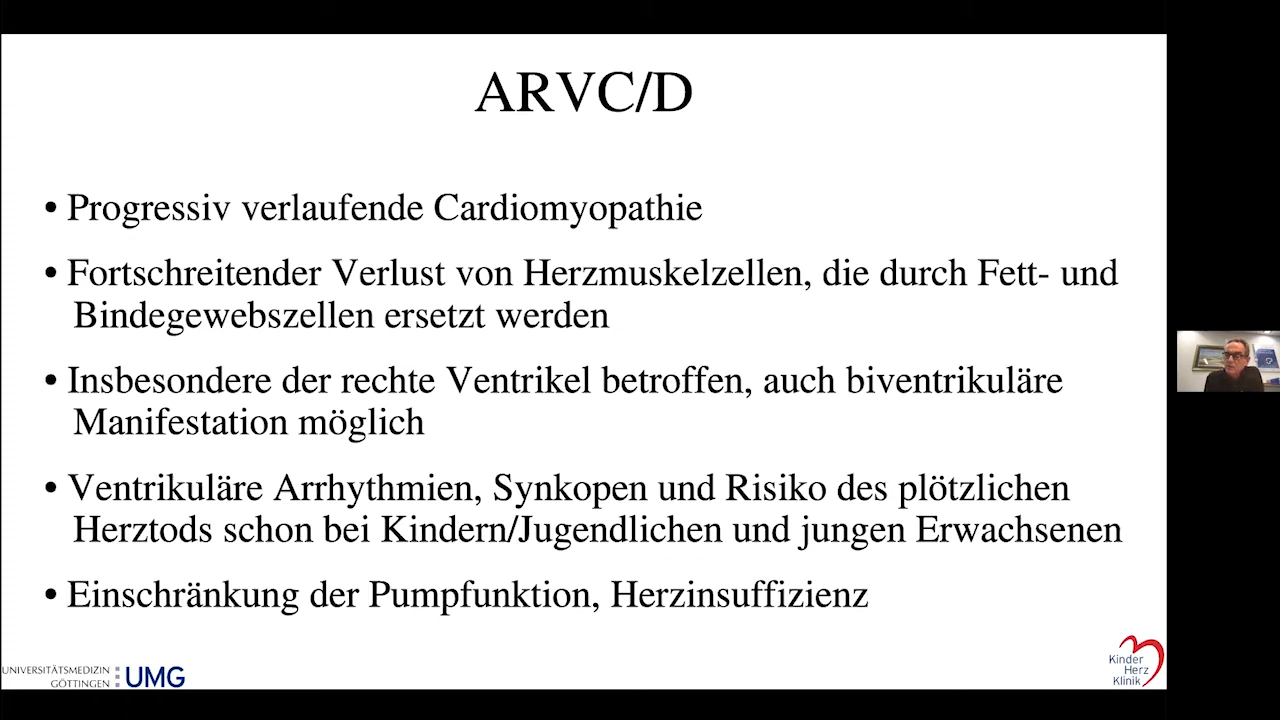 ARVC/D
• Progressiv verlaufende Cardiomyopathie
• Fortschreitender Verlust von Herzmuskelzellen, die durch Fett- und
Bindegewebszellen ersetzt werden
• Insbesondere der rechte Ventrikel betroffen, auch biventrikuläre
Manifestation möglich
• Ventrikuläre Arrhythmien, Synkopen und Risiko des plötzlichen
Herztods schon bei Kindern/Jugendlichen und jungen Erwachsenen
• Einschränkung der Pumpfunktion, Herzinsuffizienz
UNIVERSITÄTSMEDIZIN
GÖTTINGEN
UMG
Kinder
Herz
Klinik